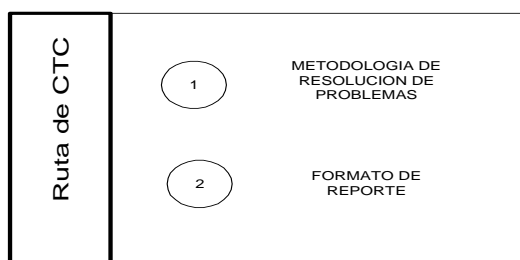 Ruta de CTC
1
METODOLOGIA DE
RESOLUCION DE
PROBLEMAS
2
FORMATO DE
REPORTE